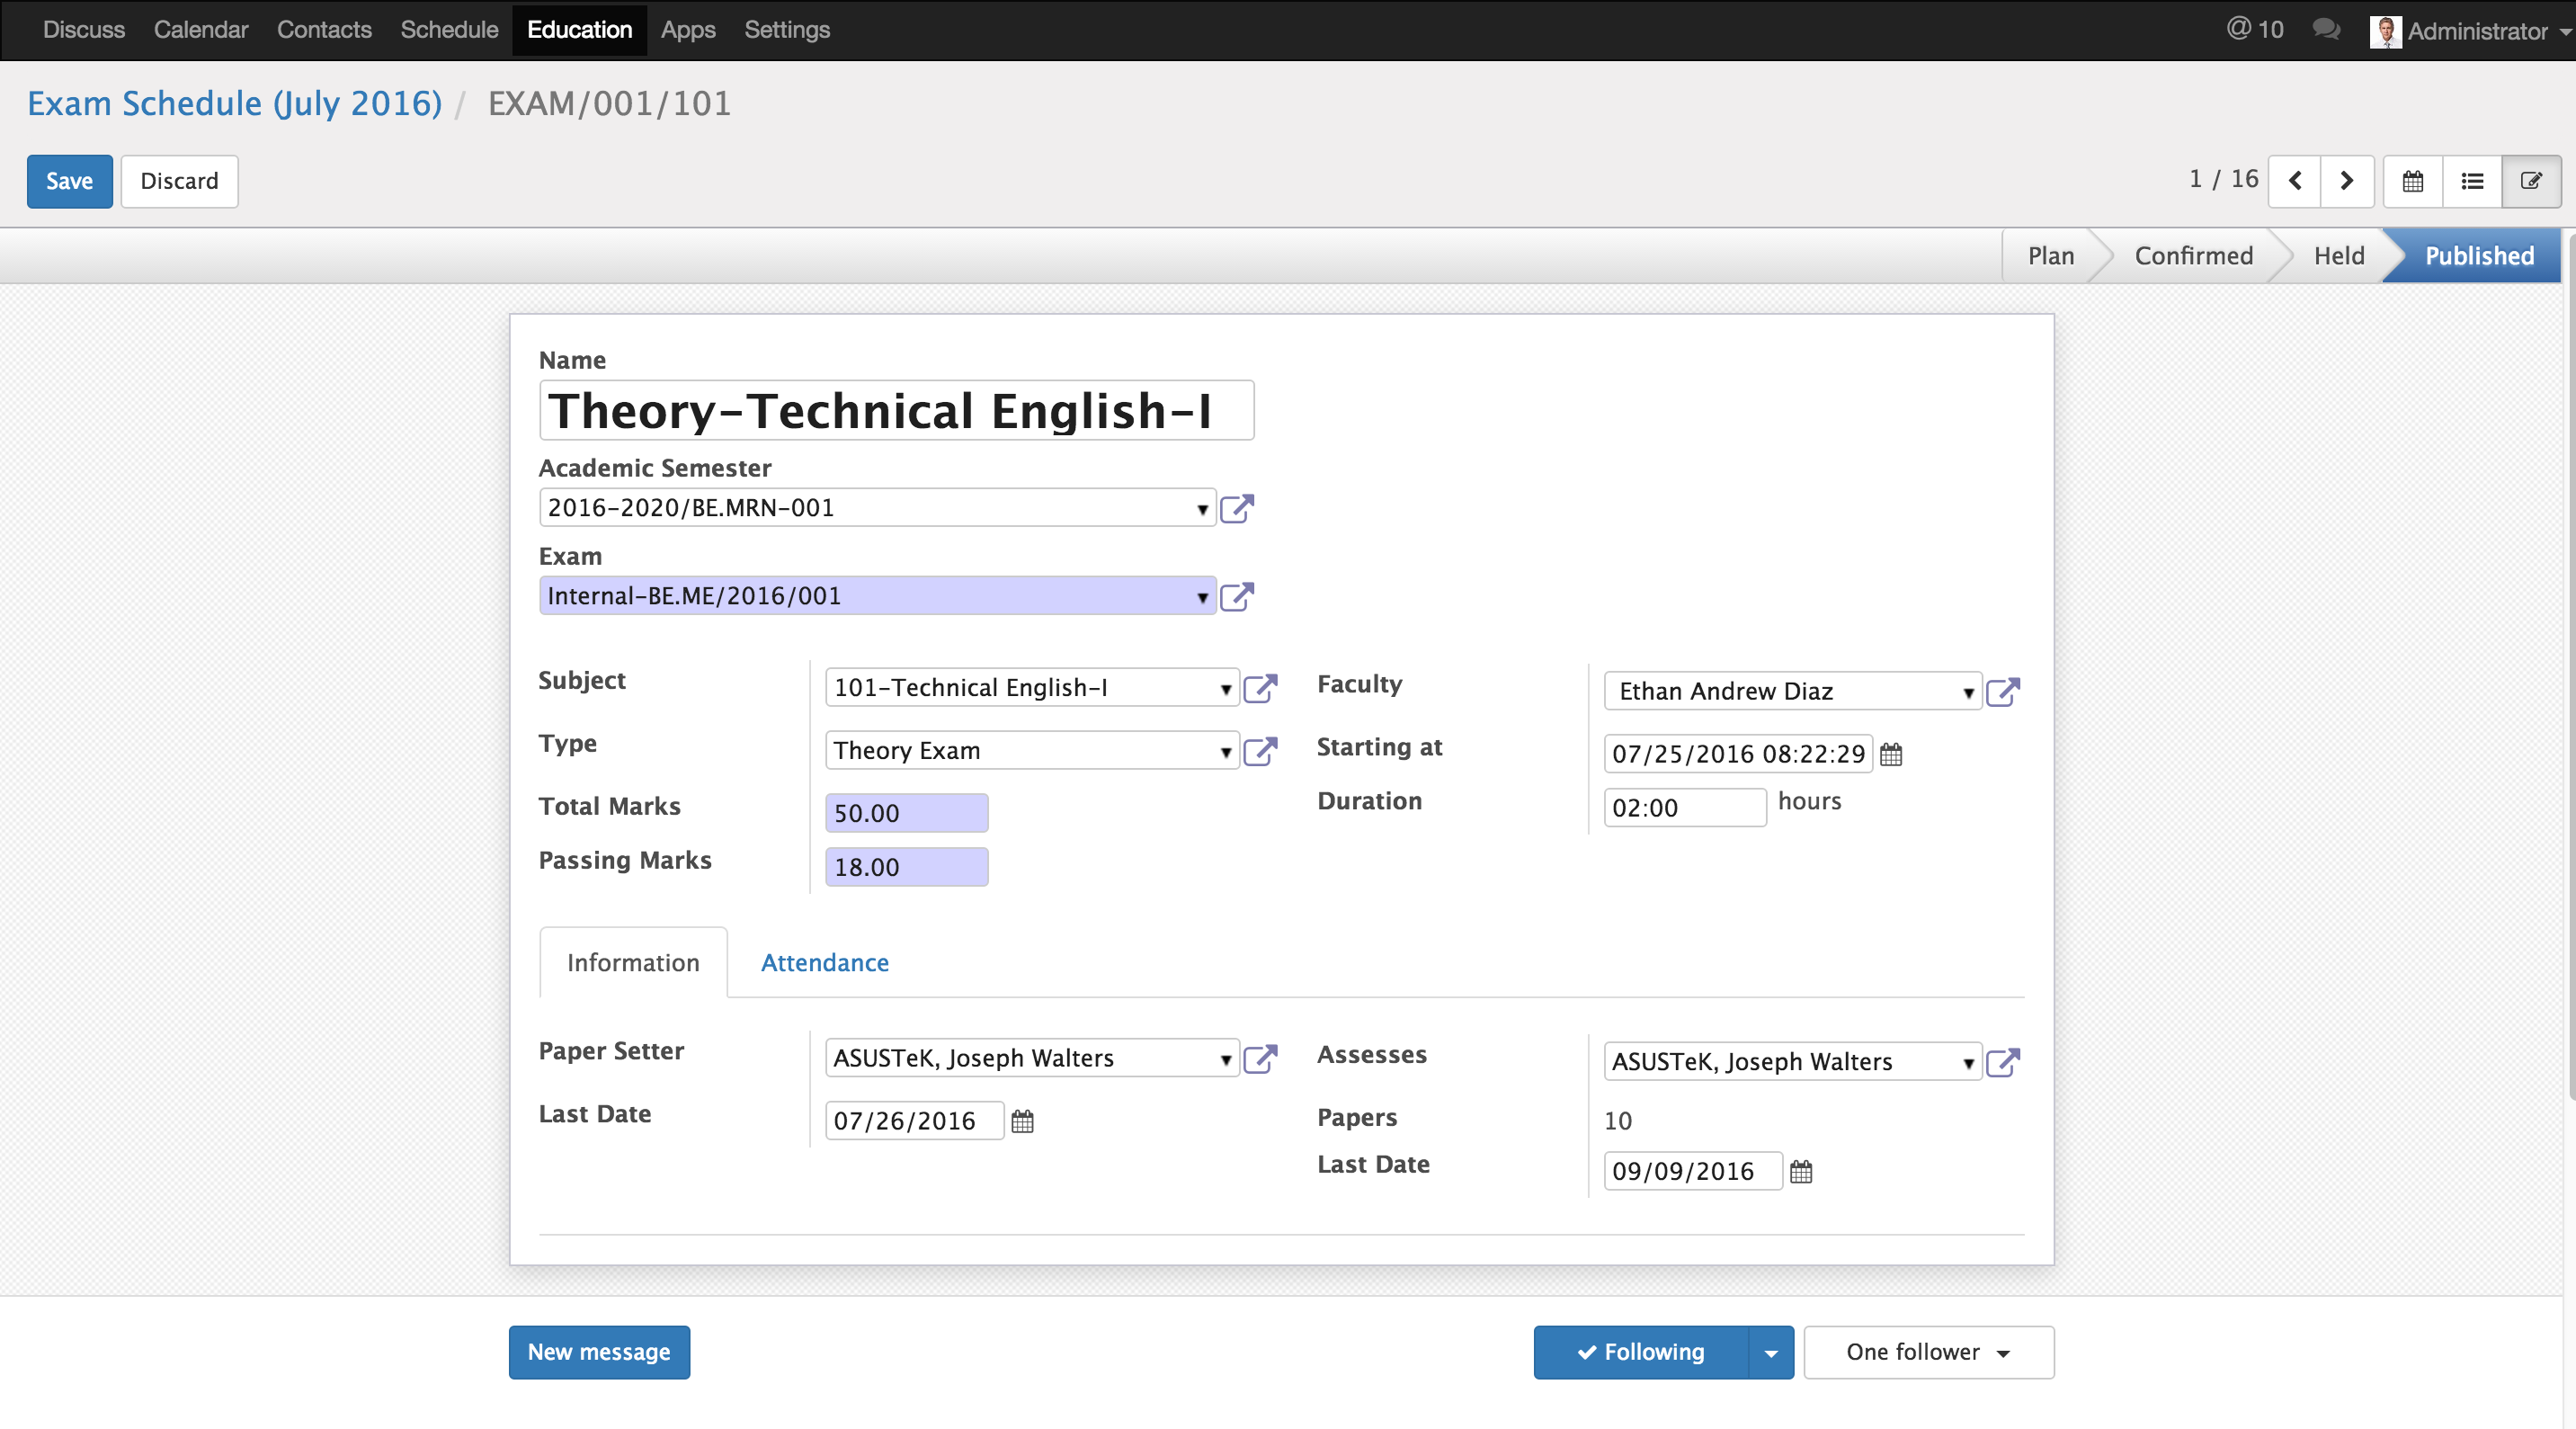 Discuss Calendar Contacts Schedule Education Apps Settings @ 10 Administrator
Exam Schedule (July 2016) / EXAM/001/101
Save Discard 1 / 16
Plan Confirmed Held Published
Name
Theory-Technical English-I
Academic Semester
2016-2020/BE.MRN-001
Exam
Internal-BE.ME/2016/001
Subject 101-Technical English-I Faculty Ethan Andrew Diaz
Type Theory Exam Starting at 07/25/2016 08:22:29
Total Marks 50.00 Duration 02:00 hours
Passing Marks 18.00
Information Attendance
Paper Setter ASUSTeK, Joseph Walters Assesses ASUSTeK, Joseph Walters
Last Date 07/26/2016 Papers 10
Last Date 09/09/2016
New message Following One follower